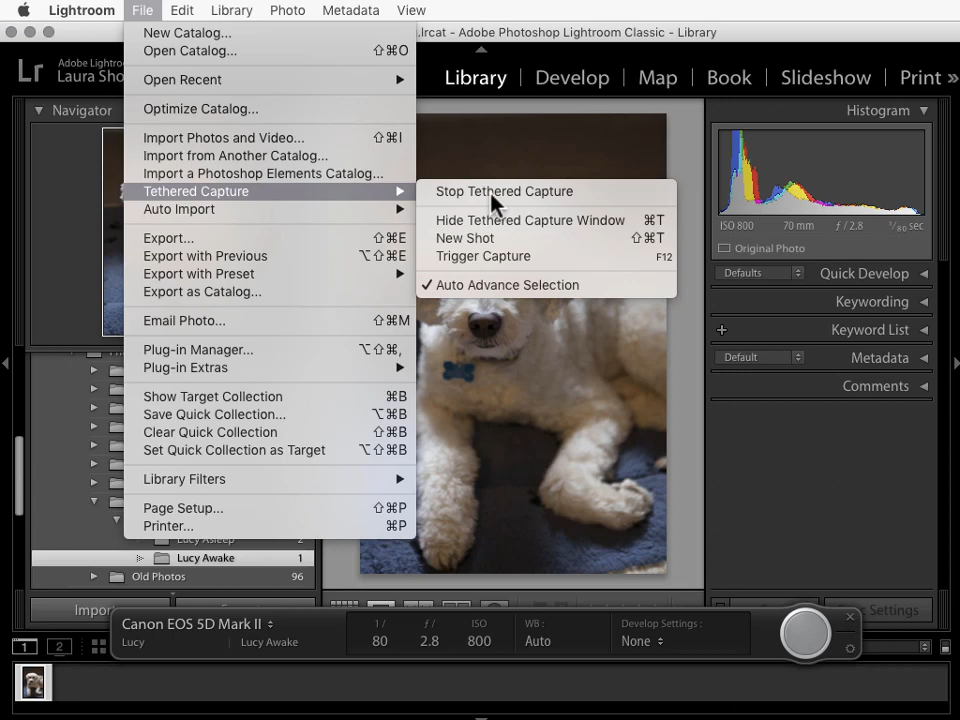 Lightroom File Edit Library Photo Metadata View
.lrcat - Adobe Photoshop Lightroom Classic - Library
Lr Adobe Lightro
Laura Sho
Library | Develop | Map | Book | Slideshow | Print »
New Catalog...
Open Catalog... ⇧⌘O
Open Recent ▶
Optimize Catalog...
Import Photos and Video... ⇧⌘I
Import from Another Catalog...
Import a Photoshop Elements Catalog...
Tethered Capture ▶
Auto Import ▶
Export... ⇧⌘E
Export with Previous ⌥⇧⌘E
Export with Preset ▶
Export as Catalog...
Email Photo... ⇧⌘M
Plug-in Manager... ⌥⇧⌘,
Plug-in Extras ▶
Show Target Collection ⌘B
Save Quick Collection... ⌥⌘B
Clear Quick Collection ⇧⌘B
Set Quick Collection as Target ⌥⇧⌘B
Library Filters ▶
Page Setup... ⇧⌘P
Printer... ⌘P
Stop Tethered Capture
Hide Tethered Capture Window ⌘T
New Shot ⇧⌘T
Trigger Capture F12
✓ Auto Advance Selection
Navigator
Lucy Asleep 2
Lucy Awake 1
Old Photos 96
Import
Histogram
ISO 800 70 mm ƒ / 2.8 1/80 sec
Original Photo
Defaults Quick Develop
Keywording
+ Keyword List
Default Metadata
Comments
Settings
Canon EOS 5D Mark II
Lucy Lucy Awake
1 / ƒ / ISO WB : Develop Settings :
80 2.8 800 Auto None
1 2